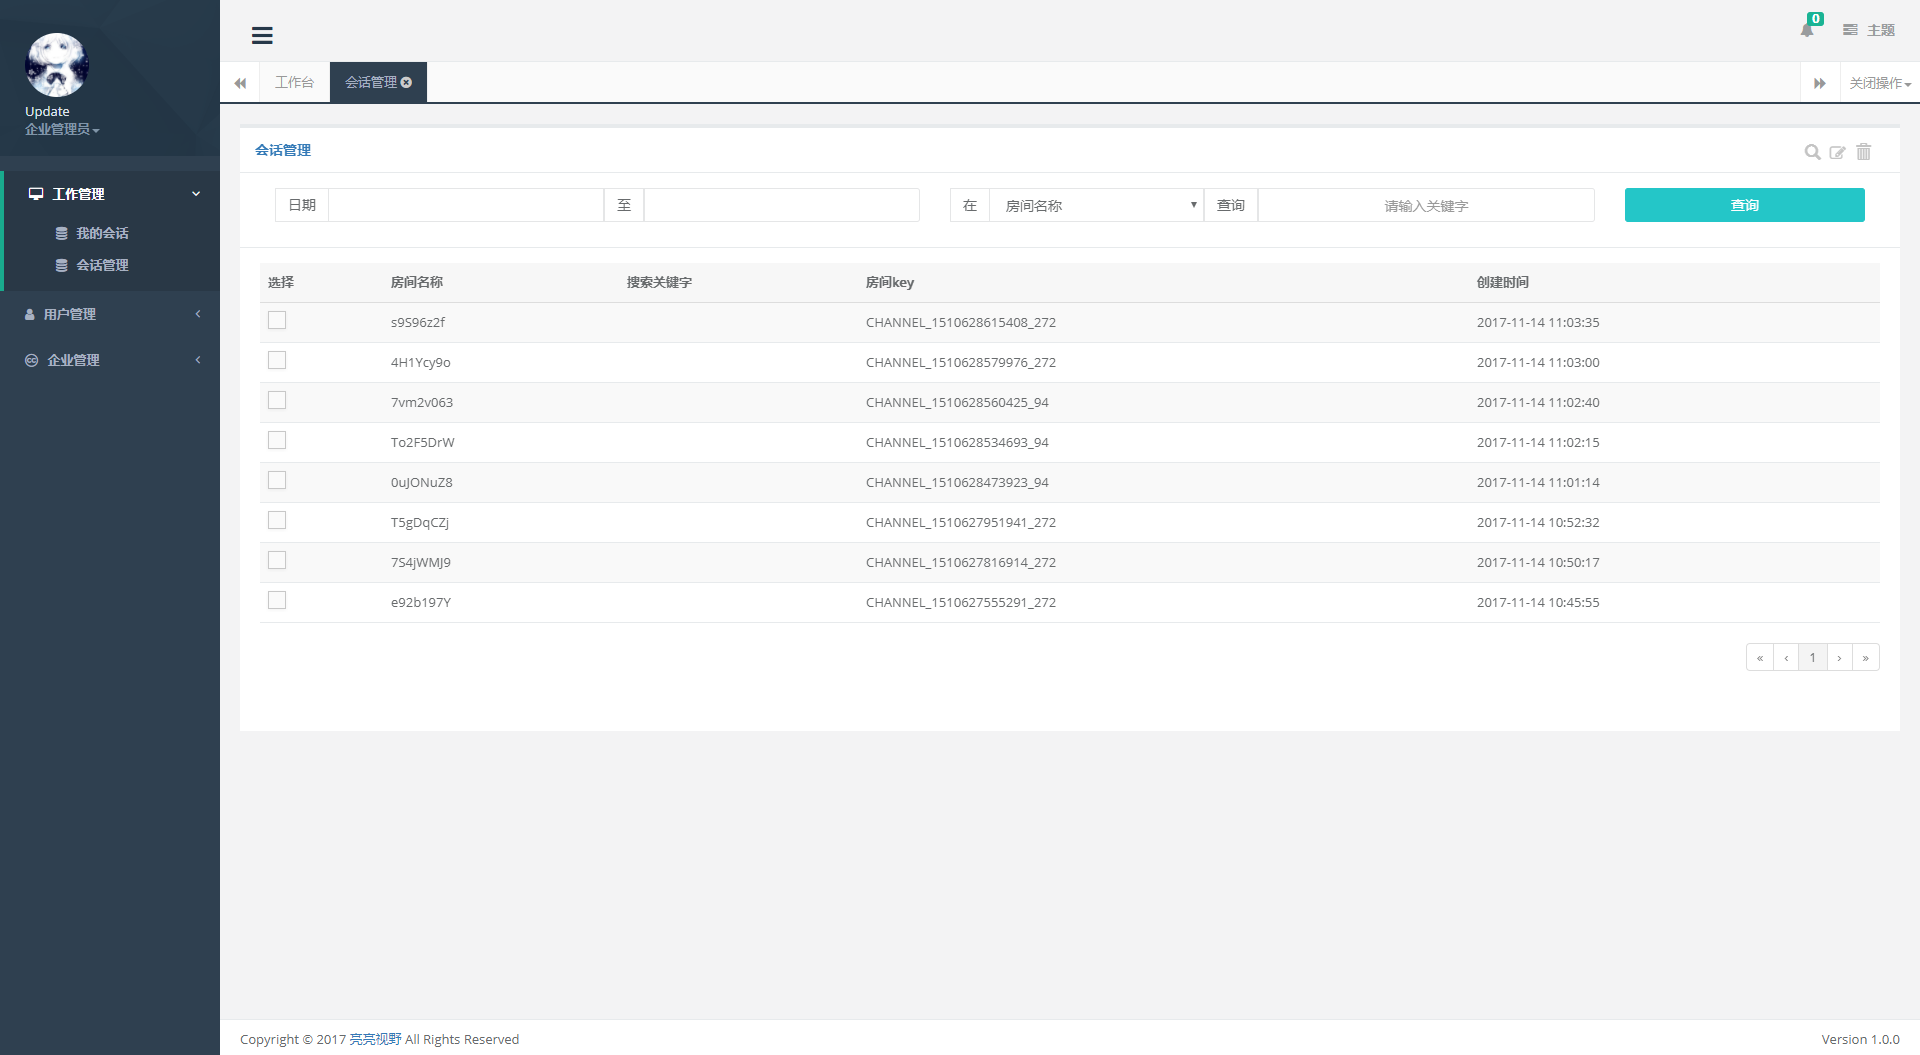 Update
企业管理员
工作管理
我的会话
会话管理
用户管理
企业管理
0
主题
工作台
会话管理
关闭操作
会话管理
日期 至 在 房间名称 查询 请输入关键字 查询
选择 房间名称 搜索关键字 房间key 创建时间
s9S96z2f CHANNEL_1510628615408_272 2017-11-14 11:03:35
4H1Ycy9o CHANNEL_1510628579976_272 2017-11-14 11:03:00
7vm2v063 CHANNEL_1510628560425_94 2017-11-14 11:02:40
To2F5DrW CHANNEL_1510628534693_94 2017-11-14 11:02:15
0uJONuZ8 CHANNEL_1510628473923_94 2017-11-14 11:01:14
T5gDqCZj CHANNEL_1510627951941_272 2017-11-14 10:52:32
7S4jWMJ9 CHANNEL_1510627816914_272 2017-11-14 10:50:17
e92b197Y CHANNEL_1510627555291_272 2017-11-14 10:45:55
« ‹ 1 › »
Copyright © 2017 亮亮视野 All Rights Reserved
Version 1.0.0